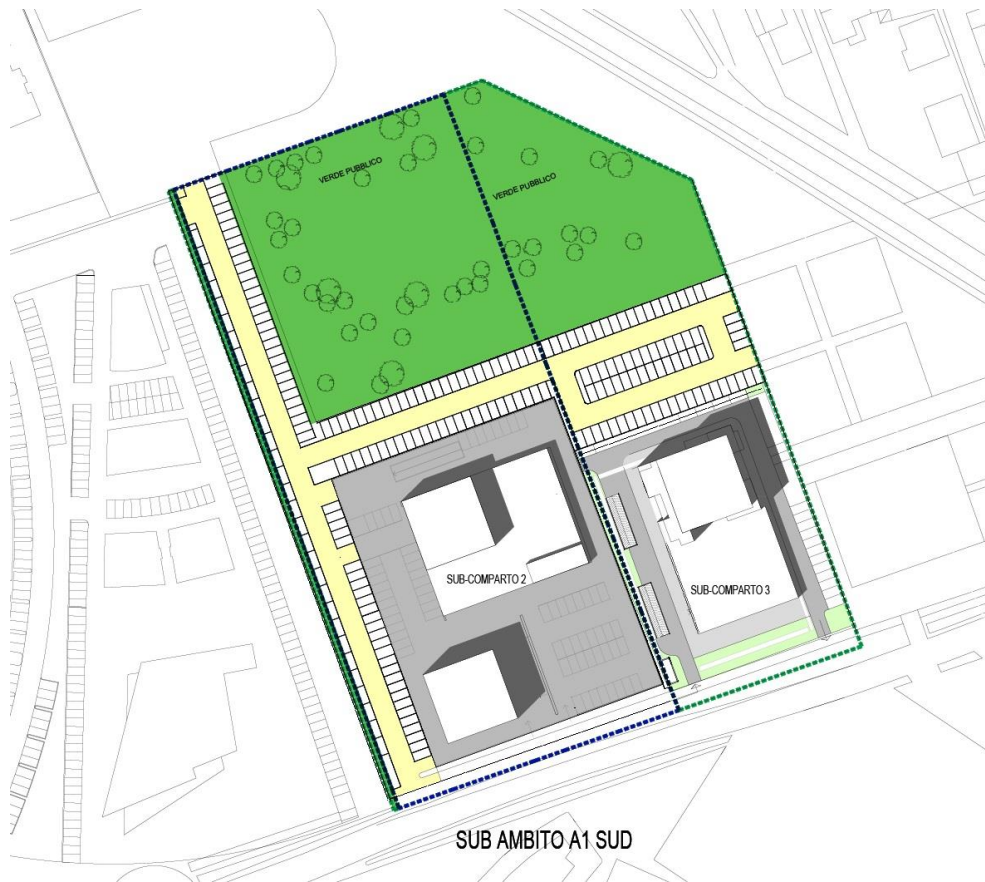 VERDE PUBBLICO
VERDE PUBBLICO
SUB-COMPARTO 2
SUB-COMPARTO 3
SUB AMBITO A1 SUD